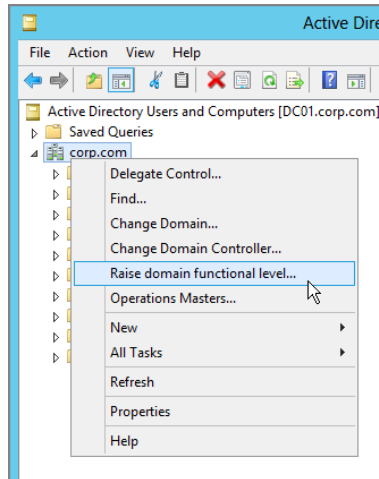 Active Dire
File Action View Help
Active Directory Users and Computers [DC01.corp.com]
Saved Queries
corp.com
Delegate Control...
Find...
Change Domain...
Change Domain Controller...
Raise domain functional level...
Operations Masters...
New
All Tasks
Refresh
Properties
Help